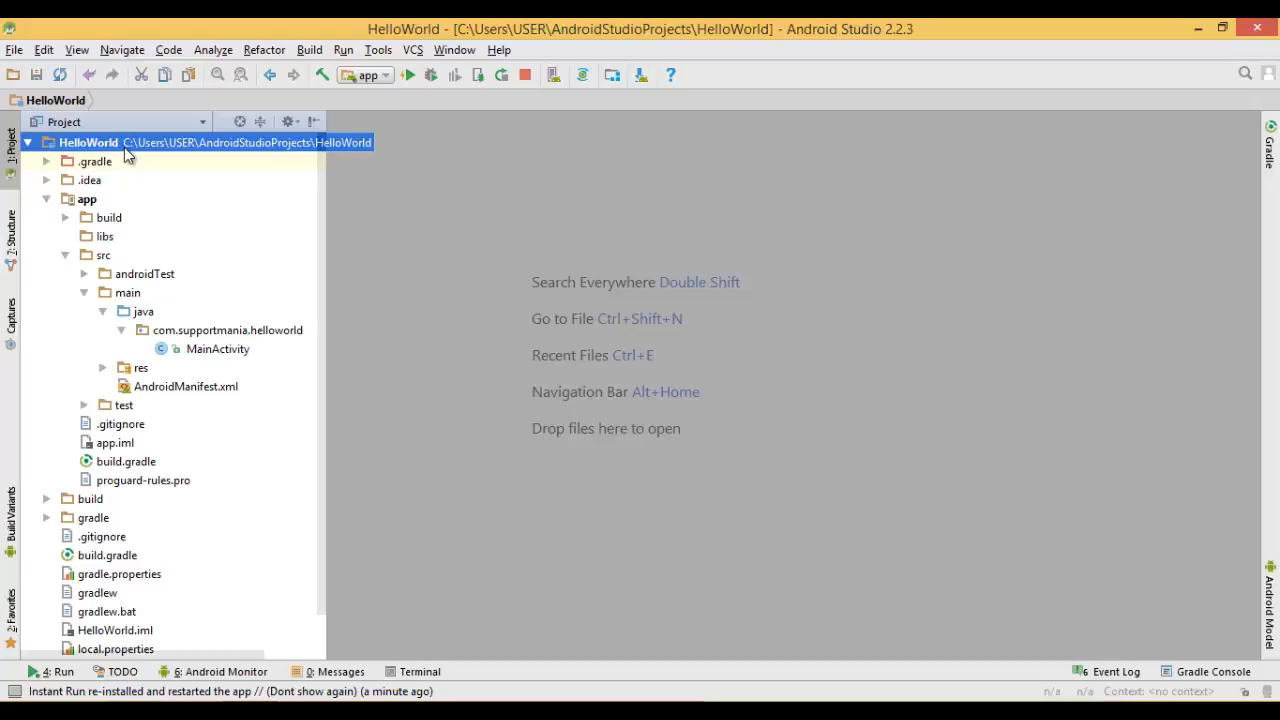 HelloWorld - [C:\Users\USER\AndroidStudioProjects\HelloWorld] - Android Studio 2.2.3
File Edit View Navigate Code Analyze Refactor Build Run Tools VCS Window Help
app
HelloWorld
Project
HelloWorld C:\Users\USER\AndroidStudioProjects\HelloWorld
.gradle
.idea
app
build
libs
src
androidTest
main
java
com.supportmania.helloworld
MainActivity
res
AndroidManifest.xml
test
.gitignore
app.iml
build.gradle
proguard-rules.pro
build
gradle
.gitignore
build.gradle
gradle.properties
gradlew
gradlew.bat
HelloWorld.iml
local.properties
1: Project
7: Structure
Captures
Build Variants
2: Favorites
Search Everywhere Double Shift
Go to File Ctrl+Shift+N
Recent Files Ctrl+E
Navigation Bar Alt+Home
Drop files here to open
Gradle
Android Model
4: Run TODO 6: Android Monitor 0: Messages Terminal Event Log Gradle Console
Instant Run re-installed and restarted the app // (Dont show again) (a minute ago) n/a n/a Context: <no context>